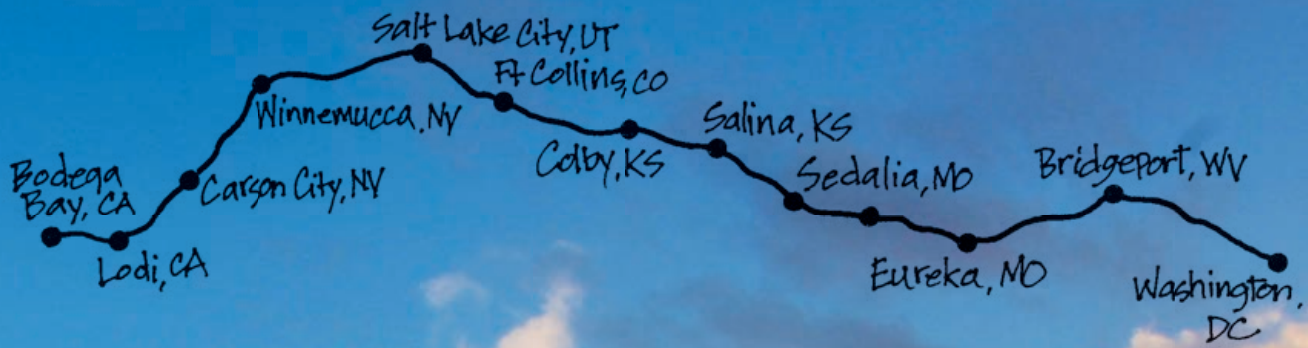 Salt Lake City, UT
Ft Collins, CO
Winnemucca, NV
Salina, KS
Colby, KS
Bridgeport, WV
Bodega
Bay, CA
Carson City, NV
Sedalia, MO
Lodi, CA
Eureka, MO
Washington,
DC